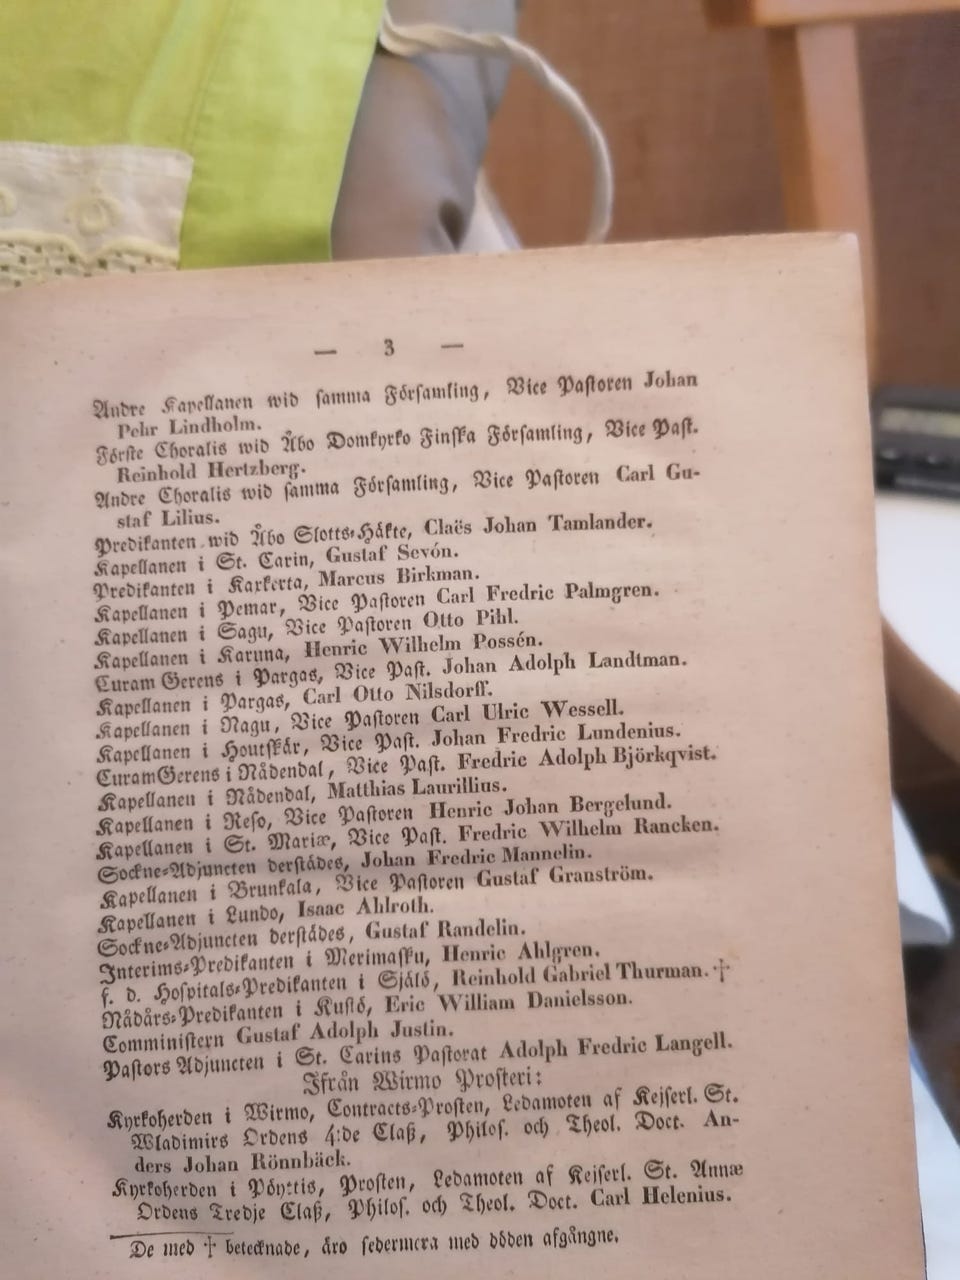 — 3 —
Andre Kapellanen wid samma Församling, Vice Pastoren Johan
Pehr Lindholm.
Förste Choralis wid Åbo Domkyrko Finska Församling, Vice Past.
Reinhold Hertzberg.
Andre Choralis wid samma Församling, Vice Pastoren Carl Gu-
staf Lilius.
Predikanten wid Åbo Slotts-Häkte, Claës Johan Tamlander.
Kapellanen i St. Carin, Gustaf Sevón.
Predikanten i Kaxkerta, Marcus Birkman.
Kapellanen i Pemar, Vice Pastoren Carl Fredric Palmgren.
Kapellanen i Sagu, Vice Pastoren Otto Pihl.
Kapellanen i Karuna, Henric Wilhelm Possén.
Curam Gerens i Pargas, Vice Past. Johan Adolph Landtman.
Kapellanen i Pargas, Carl Otto Nilsdorff.
Kapellanen i Nagu, Vice Pastoren Carl Ulric Wessell.
Kapellanen i Houtskär, Vice Past. Johan Fredric Lundenius.
Curam Gerens i Nådendal, Vice Past. Fredric Adolph Björkqvist.
Kapellanen i Nådendal, Matthias Laurillius.
Kapellanen i Reso, Vice Pastoren Henric Johan Bergelund.
Kapellanen i St. Mariæ, Vice Past. Fredric Wilhelm Rancken.
Sockne-Adjuncten derstädes, Johan Fredric Mannelin.
Kapellanen i Brunkala, Vice Pastoren Gustaf Granström.
Kapellanen i Lundo, Isaac Ahlroth.
Sockne-Adjuncten derstädes, Gustaf Randelin.
Interims-Predikanten i Merimasku, Henric Ahlgren.
f. d. Hospitals-Predikanten i Själö, Reinhold Gabriel Thurman. †
Nådårs-Predikanten i Kustö, Eric William Danielsson.
Comministern Gustaf Adolph Justin.
Pastors Adjuncten i St. Carins Pastorat Adolph Fredric Langell.
Ifrån Wirmo Prosteri:
Kyrkoherden i Wirmo, Contracts-Prosten, Ledamoten af Kejserl. St.
Wladimirs Ordens 4:de Claß, Philos. och Theol. Doct. An-
ders Johan Rönnbäck.
Kyrkoherden i Pöyttis, Prosten, Ledamoten af Kejserl. St. Annæ
Ordens Tredje Claß, Philos. och Theol. Doct. Carl Helenius.
De med † betecknade, äro sedermera med döden afgångne.